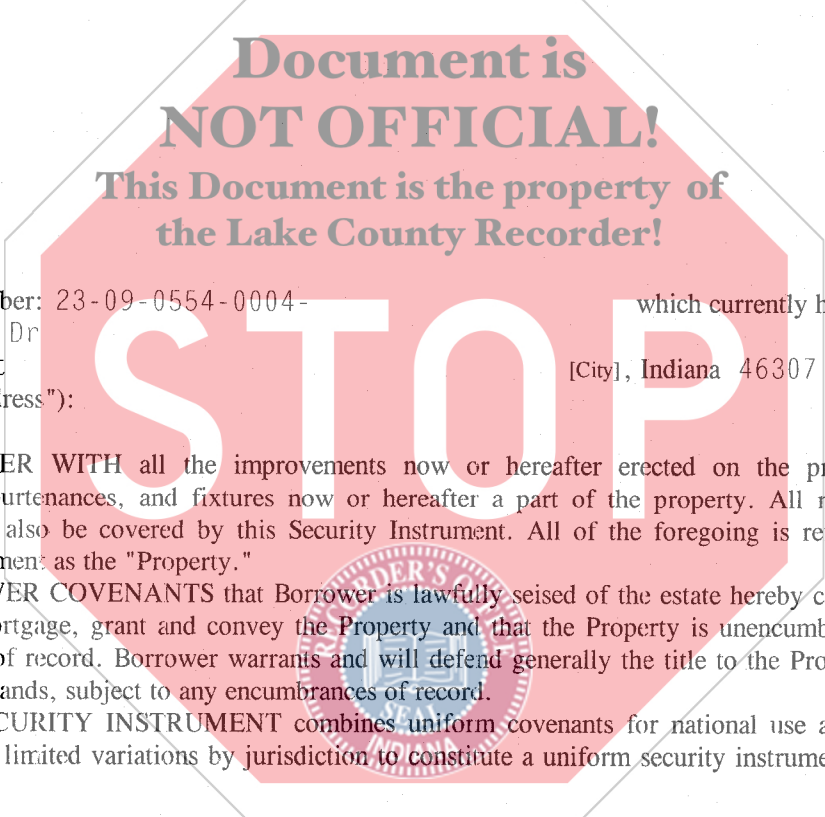 Document is
NOT OFFICIAL!
This Document is the property of
the Lake County Recorder!
ber: 23-09-0554-0004- which currently h
Dr
[City], Indiana 46307
ress"):
STOP
ER WITH all the improvements now or hereafter erected on the pr
urtenances, and fixtures now or hereafter a part of the property. All r
also be covered by this Security Instrument. All of the foregoing is re
ment as the "Property."
VER COVENANTS that Borrower is lawfully seised of the estate hereby c
ortgage, grant and convey the Property and that the Property is unencumb
of record. Borrower warrants and will defend generally the title to the Pro
ands, subject to any encumbrances of record.
CURITY INSTRUMENT combines uniform covenants for national use a
limited variations by jurisdiction to constitute a uniform security instrume
RECORDER'S OFFICE
SEAL
INDIANA